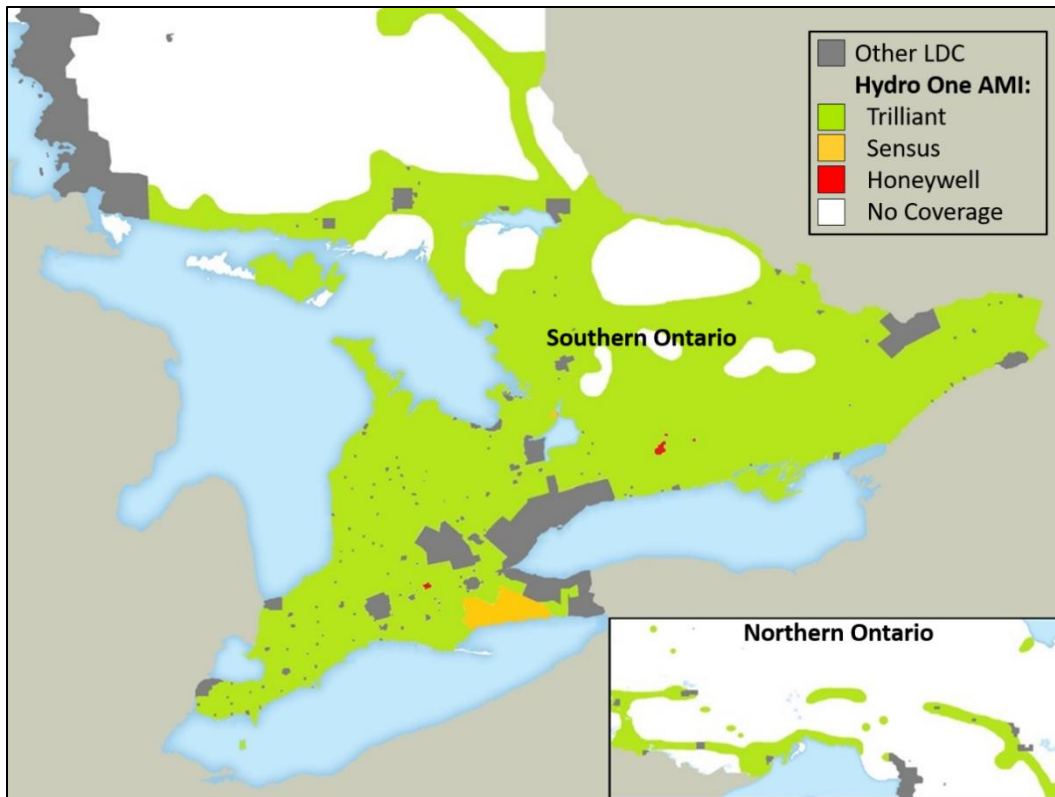 Other LDC
Hydro One AMI:
Trilliant
Sensus
Honeywell
No Coverage
Southern Ontario
Northern Ontario